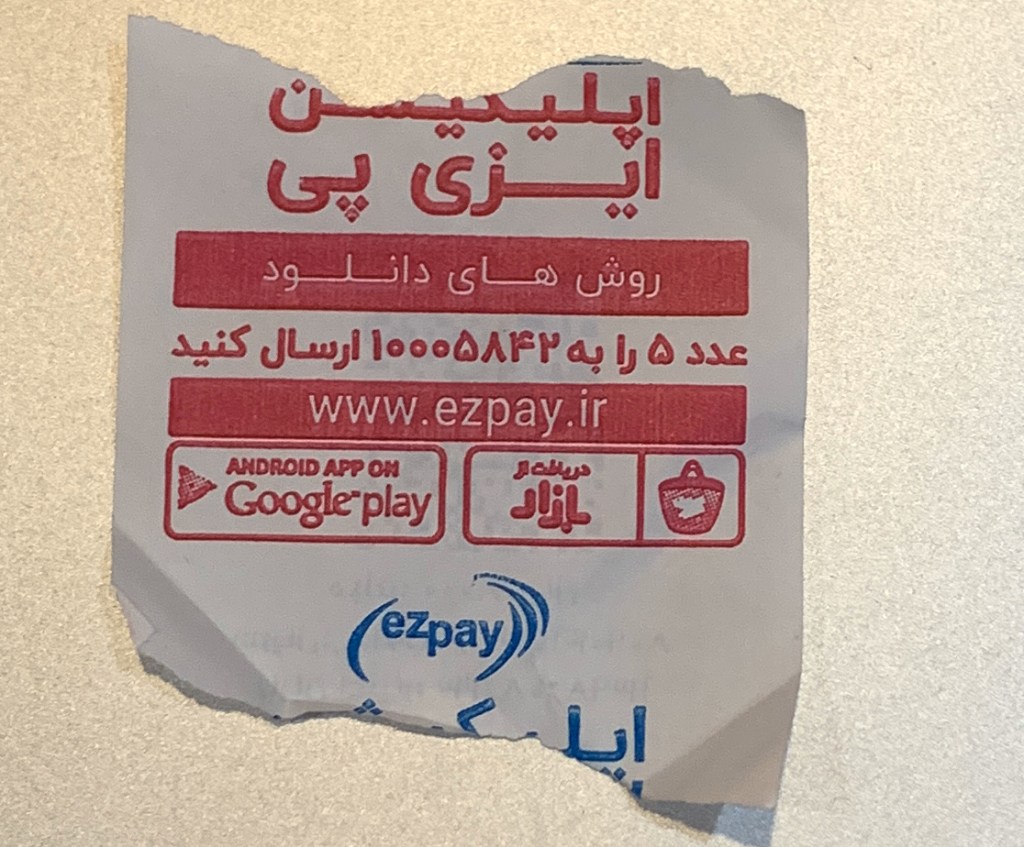 اپلیکیشن
ایزی پی
روش های دانلود
عدد ۵ را به ۱۰۰۰۵۸۴۲ ارسال کنید
www.ezpay.ir
ANDROID APP ON
Google play
دریافت از
بازار
ezpay